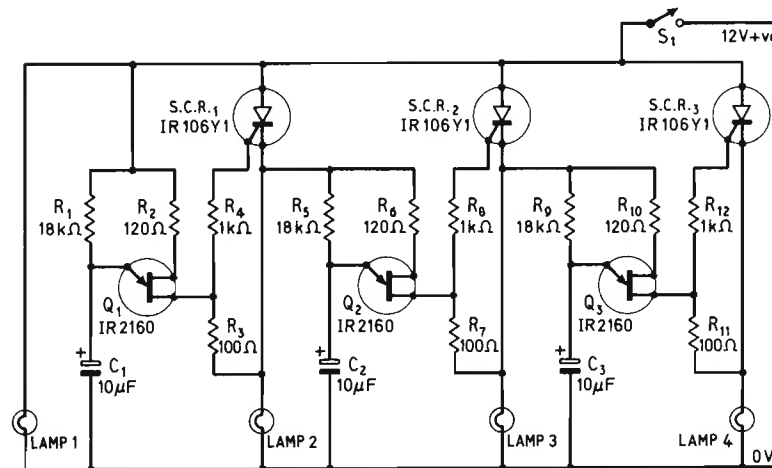 S1
12V+ve
S.C.R.1
IR106Y1
S.C.R.2
IR106Y1
S.C.R.3
IR106Y1
R1
18kΩ
R2
120Ω
R4
1kΩ
R5
18kΩ
R6
120Ω
R8
1kΩ
R9
18kΩ
R10
120Ω
R12
1kΩ
Q1
IR2160
R3
100Ω
Q2
IR2160
R7
100Ω
Q3
IR2160
R11
100Ω
+
C1
10µF
+
C2
10µF
+
C3
10µF
LAMP 1
LAMP 2
LAMP 3
LAMP 4
0V